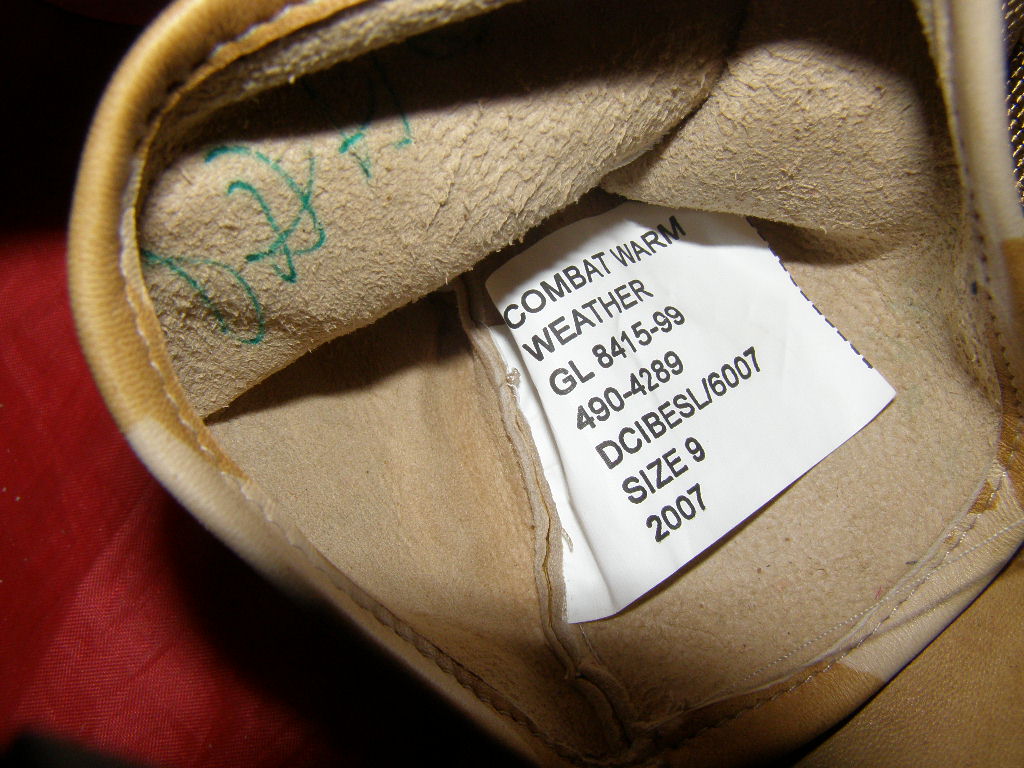 COMBAT WARM
WEATHER
GL 8415-99
490-4289
DCIBESL/6007
SIZE 9
2007